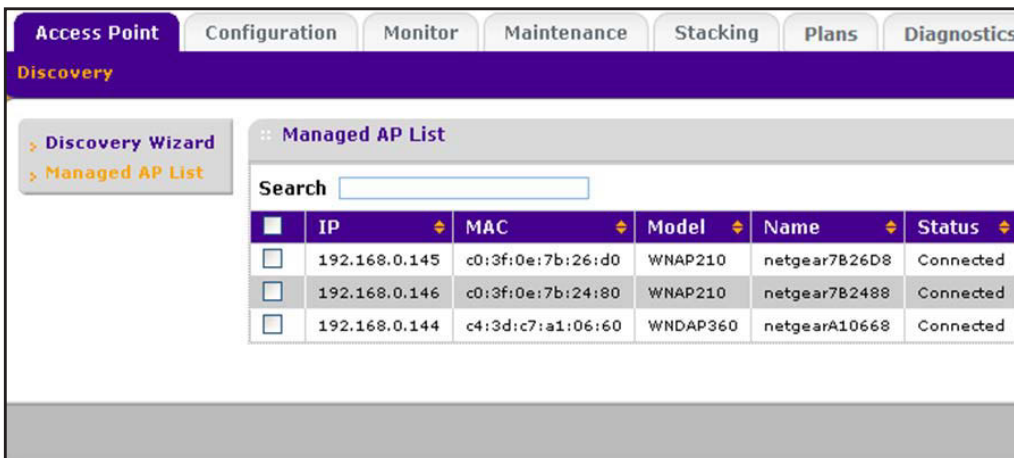 Access Point Configuration Monitor Maintenance Stacking Plans Diagnostics
Discovery
Discovery Wizard
Managed AP List
Managed AP List
Search
IP MAC Model Name Status
192.168.0.145 c0:3f:0e:7b:26:d0 WNAP210 netgear7B26D8 Connected
192.168.0.146 c0:3f:0e:7b:24:80 WNAP210 netgear7B2488 Connected
192.168.0.144 c4:3d:c7:a1:06:60 WNDAP360 netgearA10668 Connected